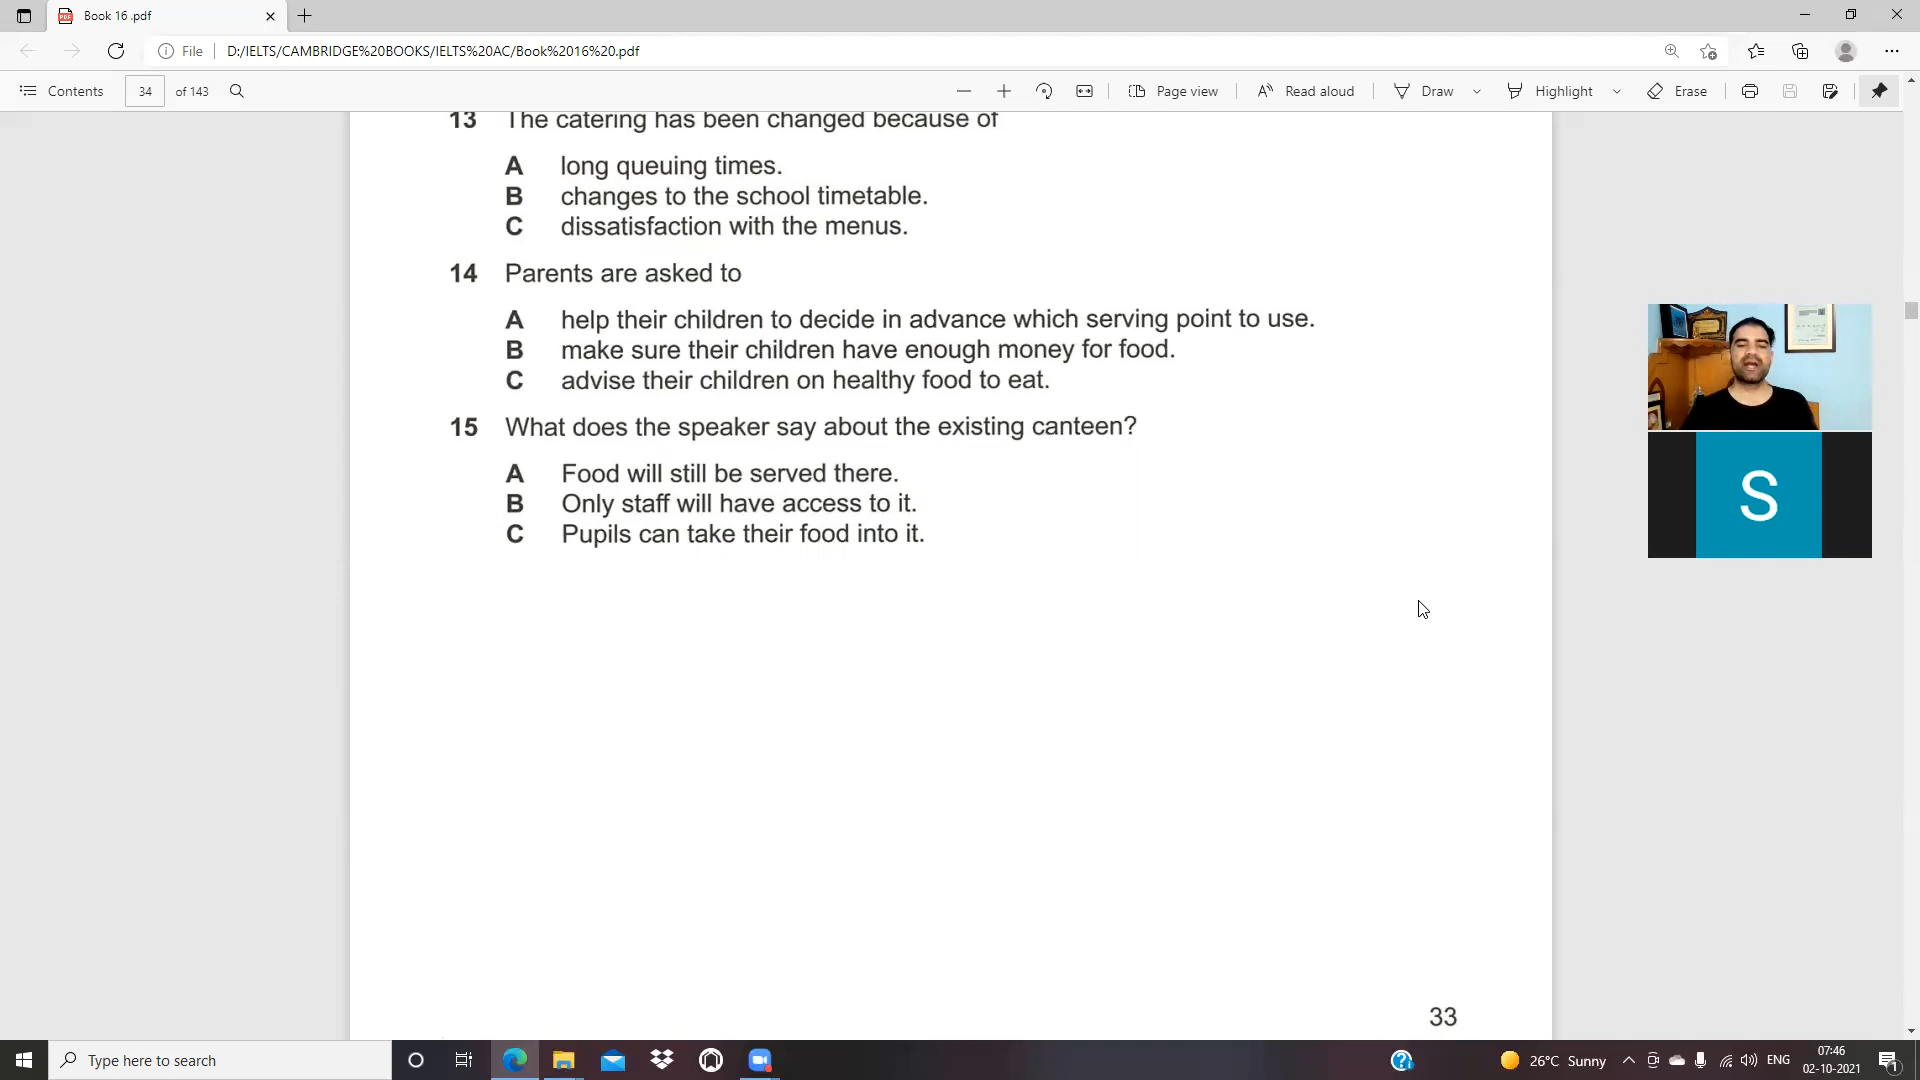 Book 16 .pdf
File
D:/IELTS/CAMBRIDGE%20BOOKS/IELTS%20AC/Book%2016%20.pdf
Contents
34 of 143
Page view
Read aloud
Draw
Highlight
Erase
13 The catering has been changed because of
A long queuing times.
B changes to the school timetable.
C dissatisfaction with the menus.
14 Parents are asked to
A help their children to decide in advance which serving point to use.
B make sure their children have enough money for food.
C advise their children on healthy food to eat.
15 What does the speaker say about the existing canteen?
A Food will still be served there.
B Only staff will have access to it.
C Pupils can take their food into it.
S
33
Type here to search
26°C Sunny
ENG
07:46
02-10-2021
1